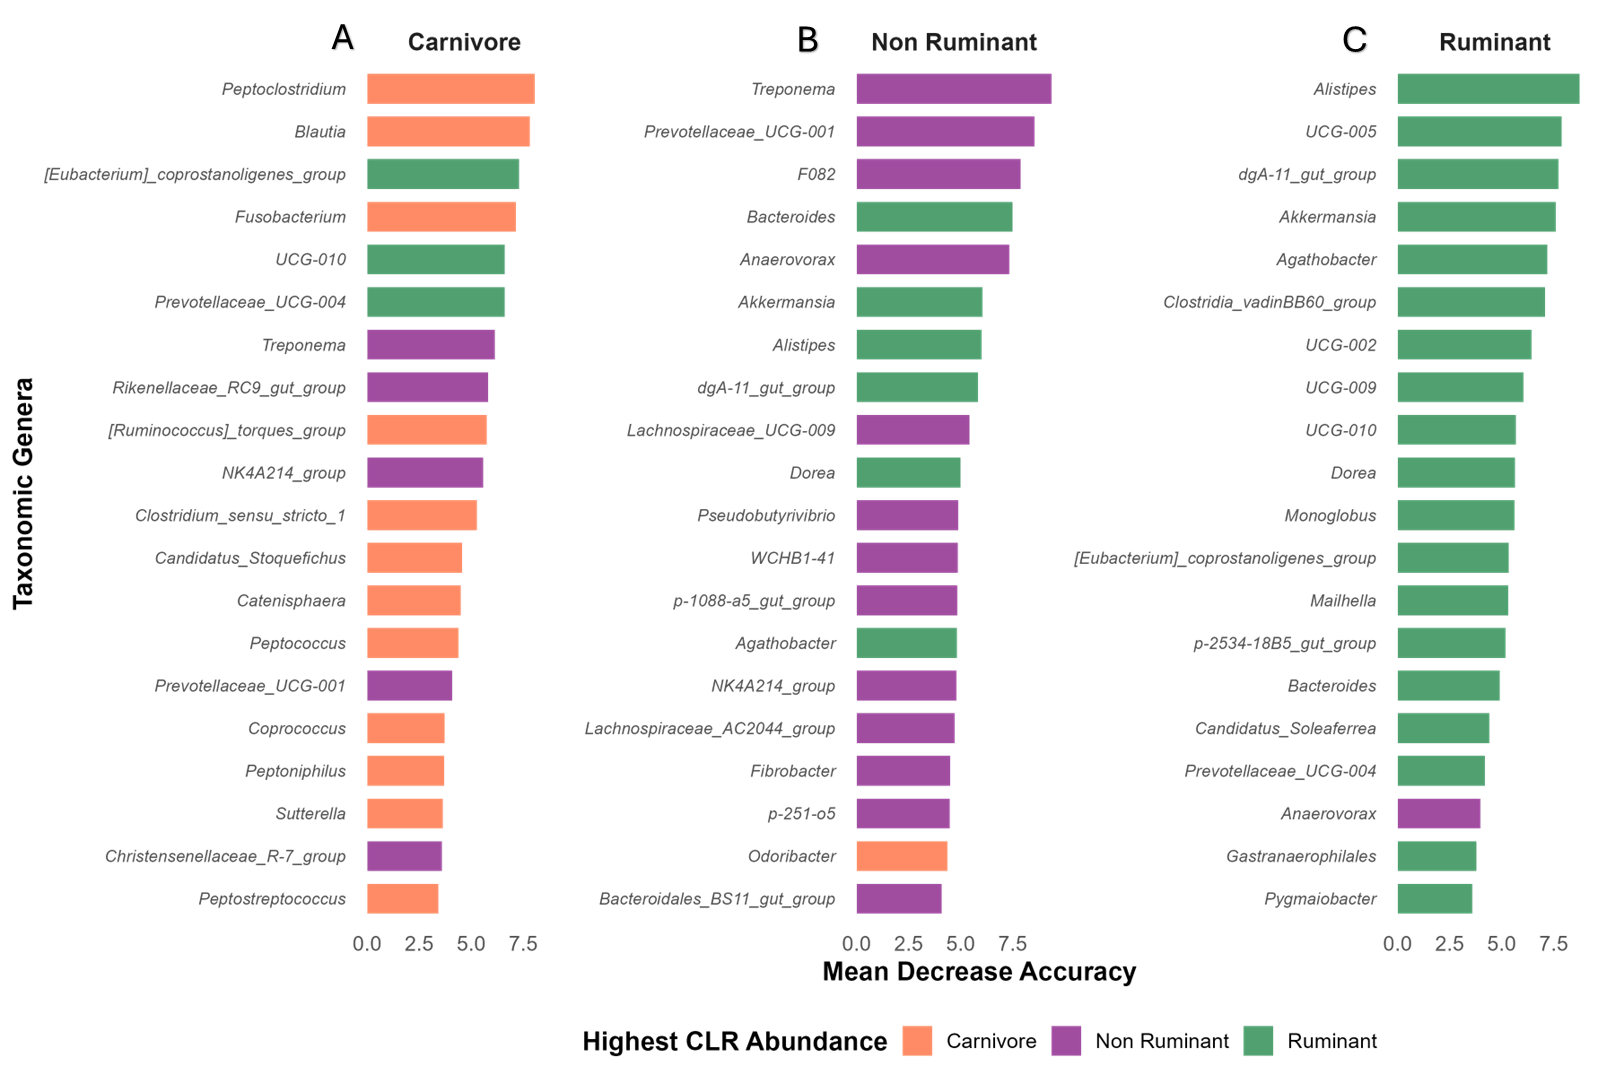 A Carnivore
Peptoclostridium
Blautia
[Eubacterium]_coprostanoligenes_group
Fusobacterium
UCG-010
Prevotellaceae_UCG-004
Treponema
Rikenellaceae_RC9_gut_group
[Ruminococcus]_torques_group
NK4A214_group
Clostridium_sensu_stricto_1
Candidatus_Stoquefichus
Catenisphaera
Peptococcus
Prevotellaceae_UCG-001
Coprococcus
Peptoniphilus
Sutterella
Christensenellaceae_R-7_group
Peptostreptococcus
0.0 2.5 5.0 7.5
B Non Ruminant
Treponema
Prevotellaceae_UCG-001
F082
Bacteroides
Anaerovorax
Akkermansia
Alistipes
dgA-11_gut_group
Lachnospiraceae_UCG-009
Dorea
Pseudobutyrivibrio
WCHB1-41
p-1088-a5_gut_group
Agathobacter
NK4A214_group
Lachnospiraceae_AC2044_group
Fibrobacter
p-251-o5
Odoribacter
Bacteroidales_BS11_gut_group
0.0 2.5 5.0 7.5
C Ruminant
Alistipes
UCG-005
dgA-11_gut_group
Akkermansia
Agathobacter
Clostridia_vadinBB60_group
UCG-002
UCG-009
UCG-010
Dorea
Monoglobus
[Eubacterium]_coprostanoligenes_group
Mailhella
p-2534-18B5_gut_group
Bacteroides
Candidatus_Soleaferrea
Prevotellaceae_UCG-004
Anaerovorax
Gastranaerophilales
Pygmaiobacter
0.0 2.5 5.0 7.5
Taxonomic Genera
Mean Decrease Accuracy
Highest CLR Abundance Carnivore Non Ruminant Ruminant